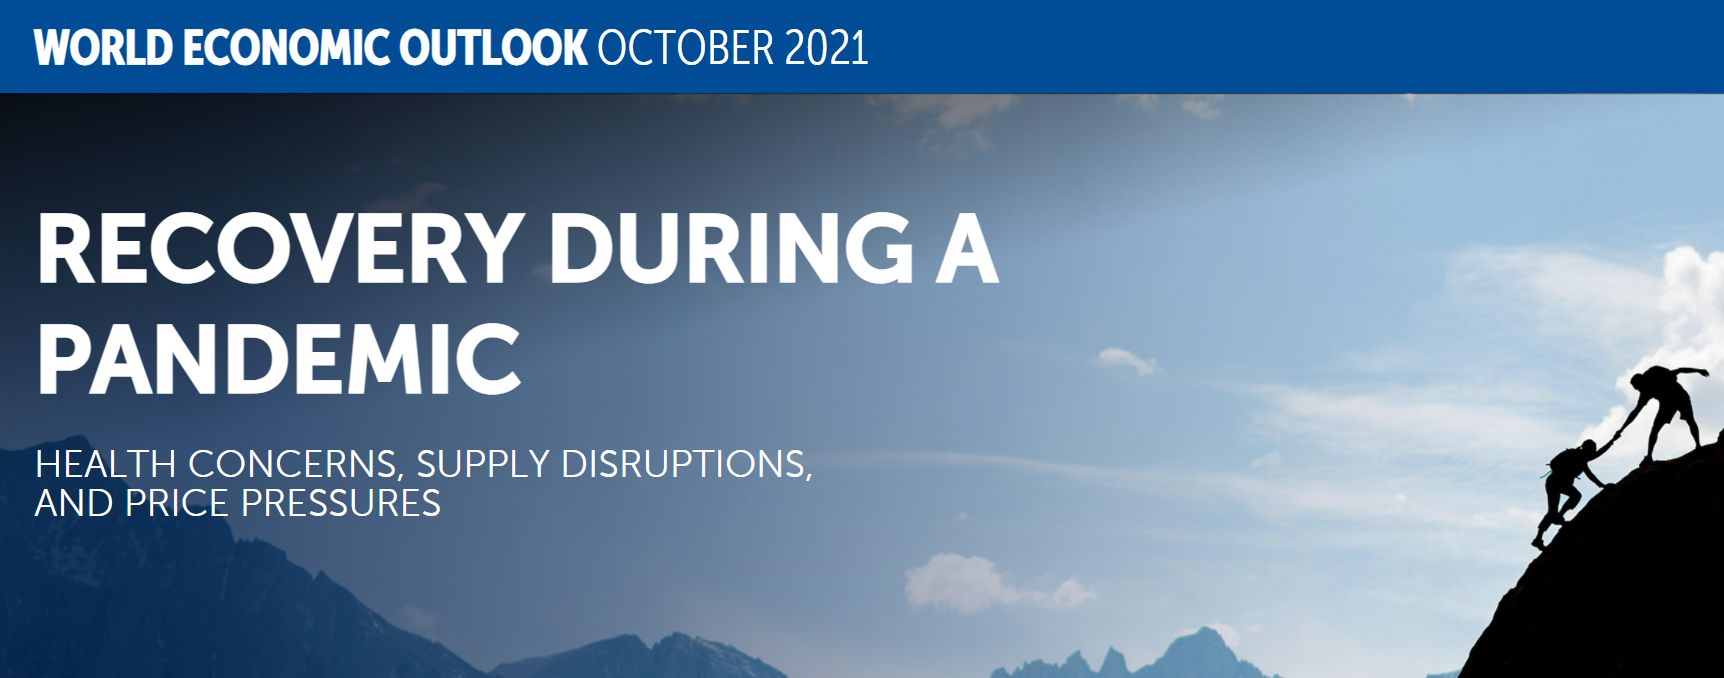 WORLD ECONOMIC OUTLOOK OCTOBER 2021
RECOVERY DURING A
PANDEMIC
HEALTH CONCERNS, SUPPLY DISRUPTIONS,
AND PRICE PRESSURES